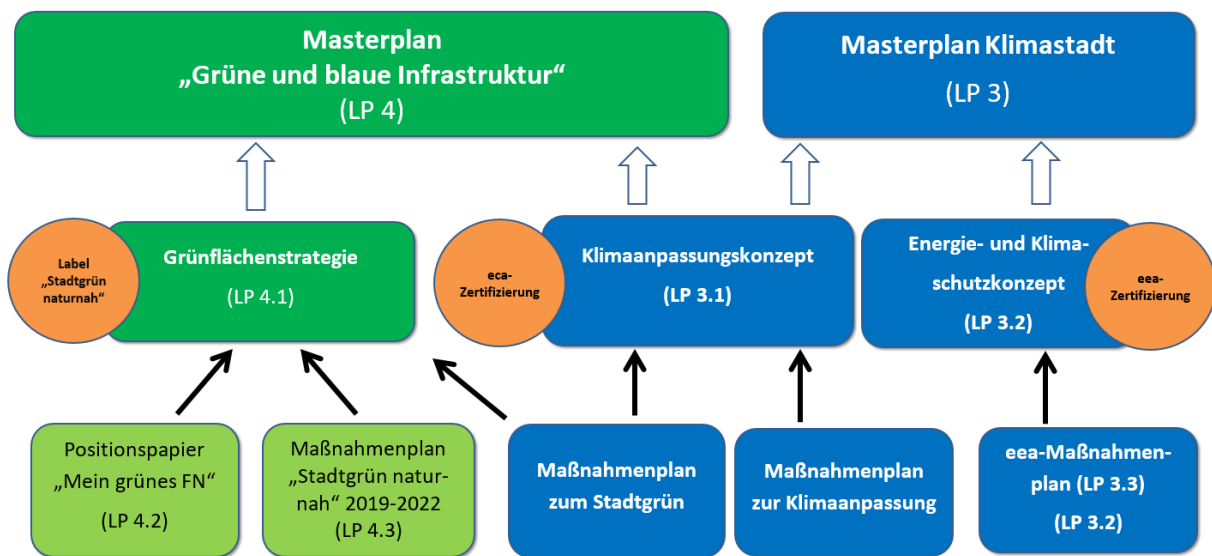 Masterplan
„Grüne und blaue Infrastruktur“
(LP 4)
Masterplan Klimastadt
(LP 3)
Label
„Stadtgrün
naturnah“
Grünflächenstrategie
(LP 4.1)
eca-
Zertifizierung
Klimaanpassungskonzept
(LP 3.1)
Energie- und Klima-
schutzkonzept
(LP 3.2)
eea-
Zertifizierung
Positionspapier
„Mein grünes FN“
(LP 4.2)
Maßnahmenplan
„Stadtgrün natur-
nah“ 2019-2022
(LP 4.3)
Maßnahmenplan
zum Stadtgrün
Maßnahmenplan
zur Klimaanpassung
eea-Maßnahmen-
plan (LP 3.3)
(LP 3.2)